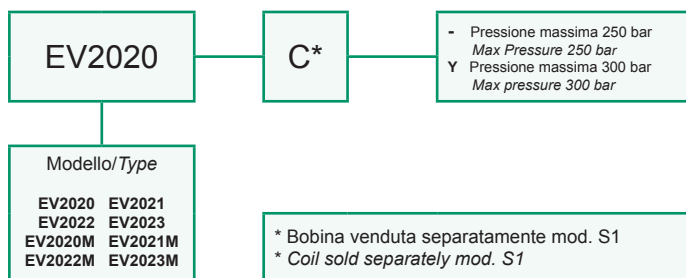 EV2020
C*
- Pressione massima 250 bar
Max Pressure 250 bar
Y Pressione massima 300 bar
Max pressure 300 bar
Modello/Type
EV2020 EV2021
EV2022 EV2023
EV2020M EV2021M
EV2022M EV2023M
* Bobina venduta separatamente mod. S1
* Coil sold separately mod. S1